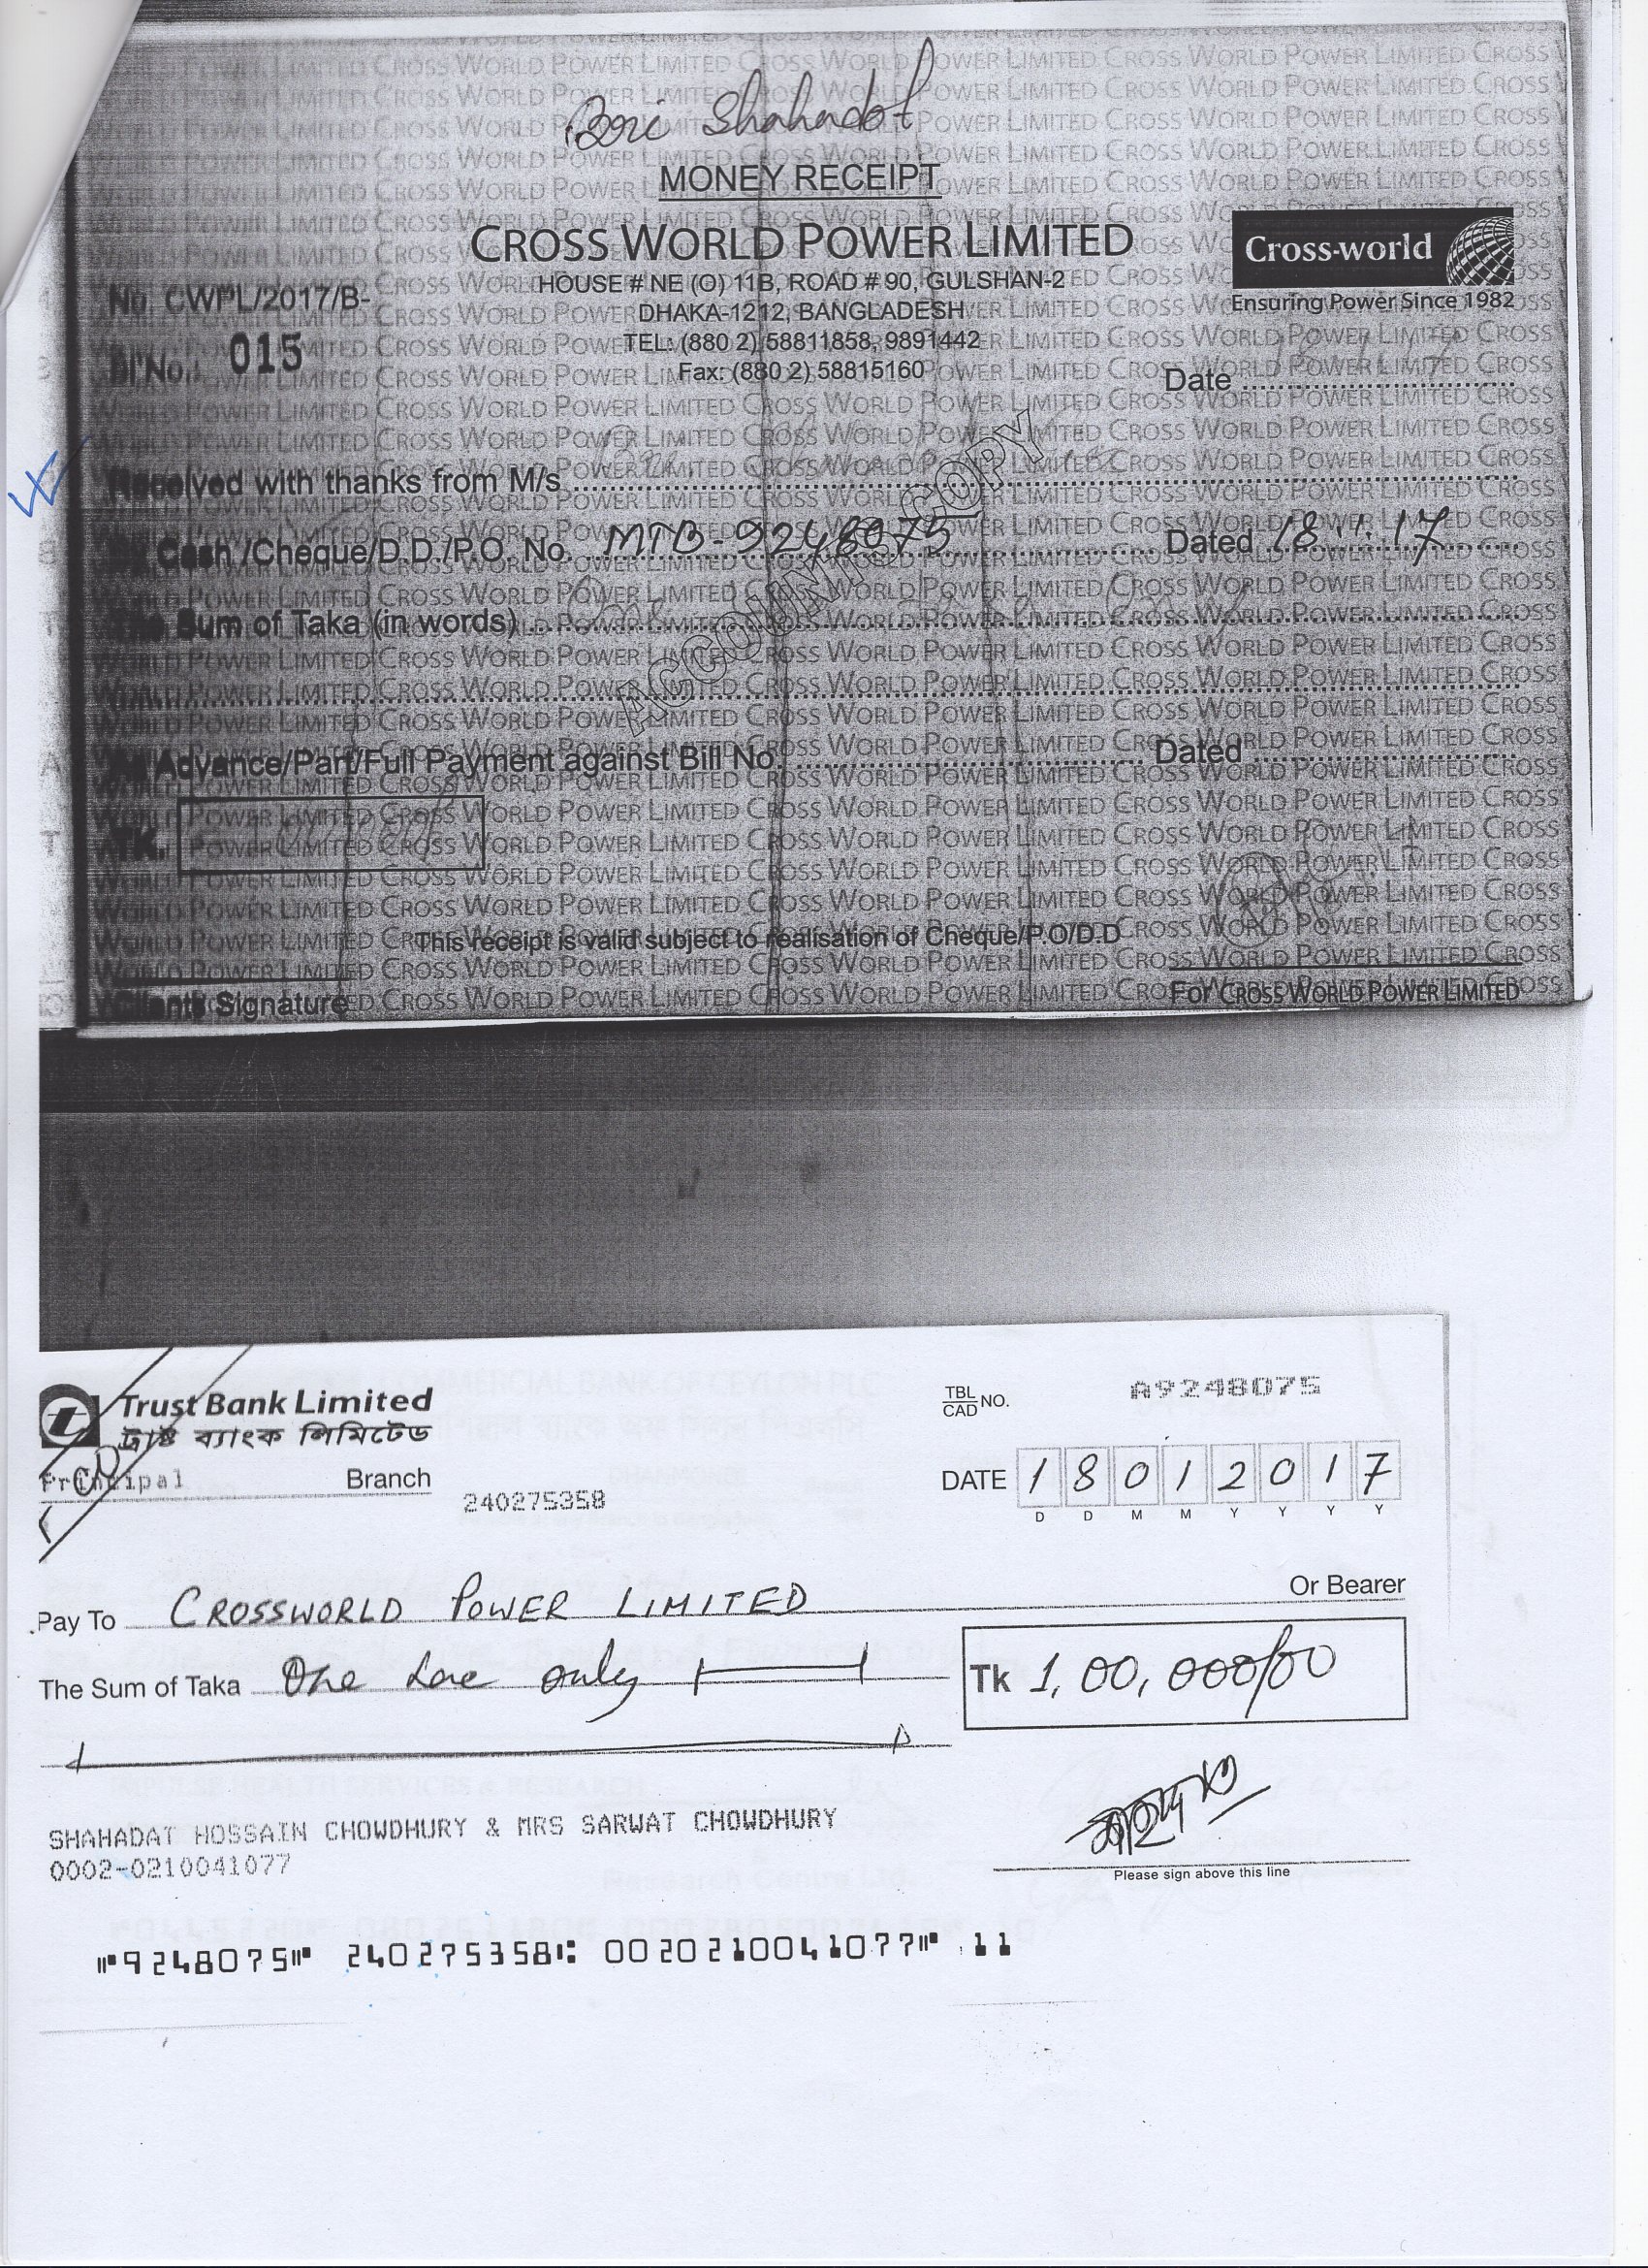 Shahadat
MONEY RECEIPT
CROSS WORLD POWER LIMITED
Cross-world
HOUSE # NE (O) 11B, ROAD # 90, GULSHAN-2
Ensuring Power Since 1982
No. CWPL/2017/B-
DHAKA-1212, BANGLADESH
TEL: (880 2) 58811858, 9891442
Bl No.: 015
Fax: (880 2) 58815160
Date
Received with thanks from M/s.
By Cash /Cheque/D.D./P.O. No. MTB-9248075 Dated 18.1.17
The Sum of Taka (in words)
ACCOUNTS COPY
As Advance/Part/Full Payment against Bill No. Dated
TK.
This receipt is valid subject to realisation of Cheque/P.O/D.D
Clients Signature For CROSS WORLD POWER LIMITED
Trust Bank Limited
ট্রাষ্ট ব্যাংক লিমিটেড
TBL CAD NO. A9248075
Principal Branch
240275358
DATE 18012017
D D M M Y Y Y Y
Or Bearer
Pay To CROSSWORLD POWER LIMITED
The Sum of Taka One Lac only
Tk 1,00,000/00
SHAHADAT HOSSAIN CHOWDHURY & MRS SARWAT CHOWDHURY
0002-0210041077
Please sign above this line
9248075 240275358 0020210041077 11